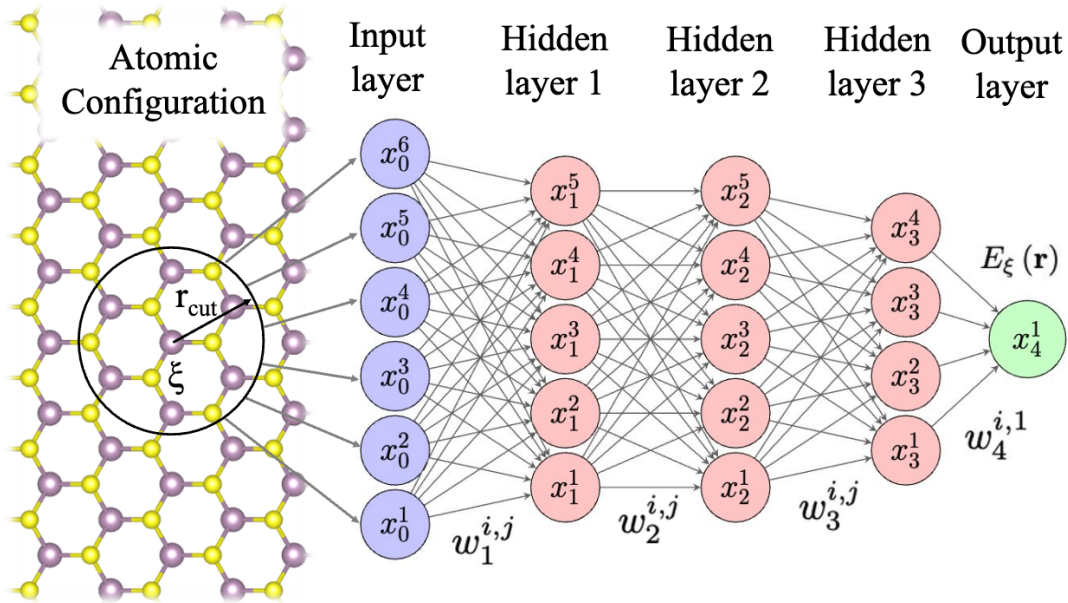 Atomic
Configuration
Input
layer
Hidden
layer 1
Hidden
layer 2
Hidden
layer 3
Output
layer
r_cut
ξ
x_0^6
x_0^5
x_0^4
x_0^3
x_0^2
x_0^1
x_1^5
x_1^4
x_1^3
x_1^2
x_1^1
x_2^5
x_2^4
x_2^3
x_2^2
x_2^1
x_3^4
x_3^3
x_3^2
x_3^1
E_ξ (r)
x_4^1
w_1^{i,j}
w_2^{i,j}
w_3^{i,j}
w_4^{i,1}